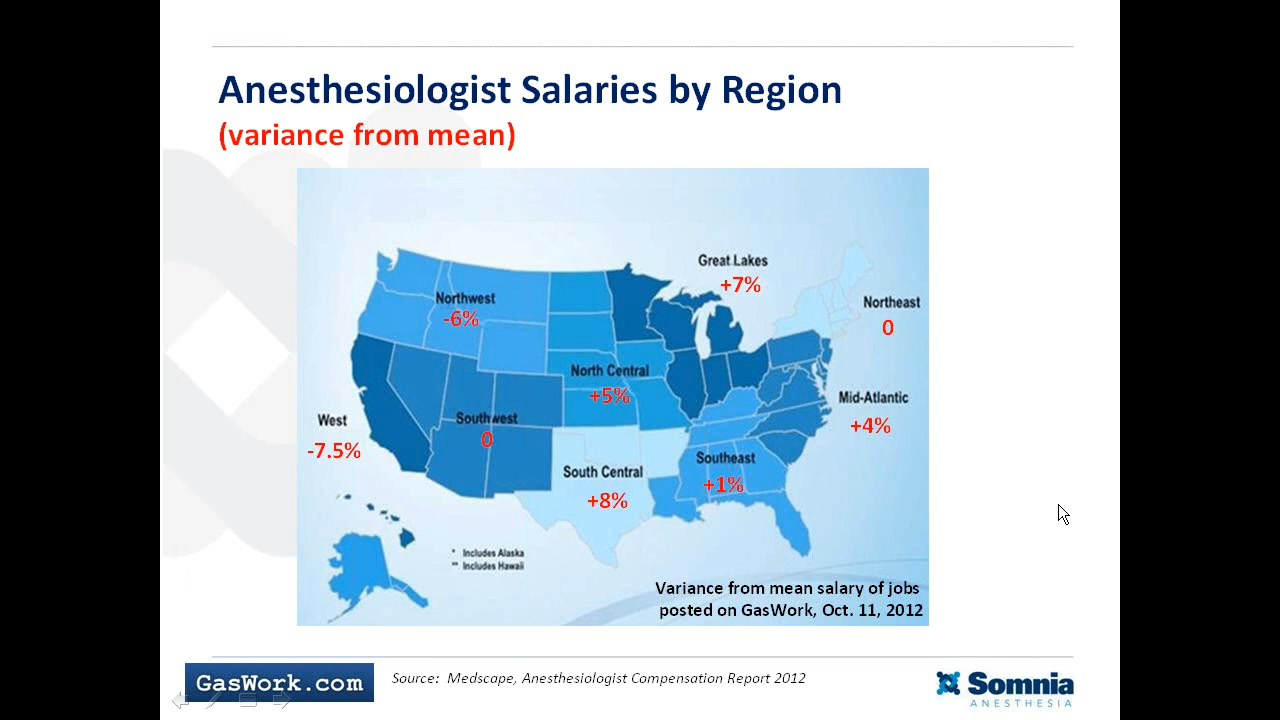 Anesthesiologist Salaries by Region
(variance from mean)
Great Lakes
+7%
Northwest
-6%
Northeast
0
North Central
+5%
Mid-Atlantic
+4%
West
-7.5%
Southwest
0
Southeast
+1%
South Central
+8%
* Includes Alaska
** Includes Hawaii
Variance from mean salary of jobs
posted on GasWork, Oct. 11, 2012
GasWork.com
Source: Medscape, Anesthesiologist Compensation Report 2012
Somnia
ANESTHESIA